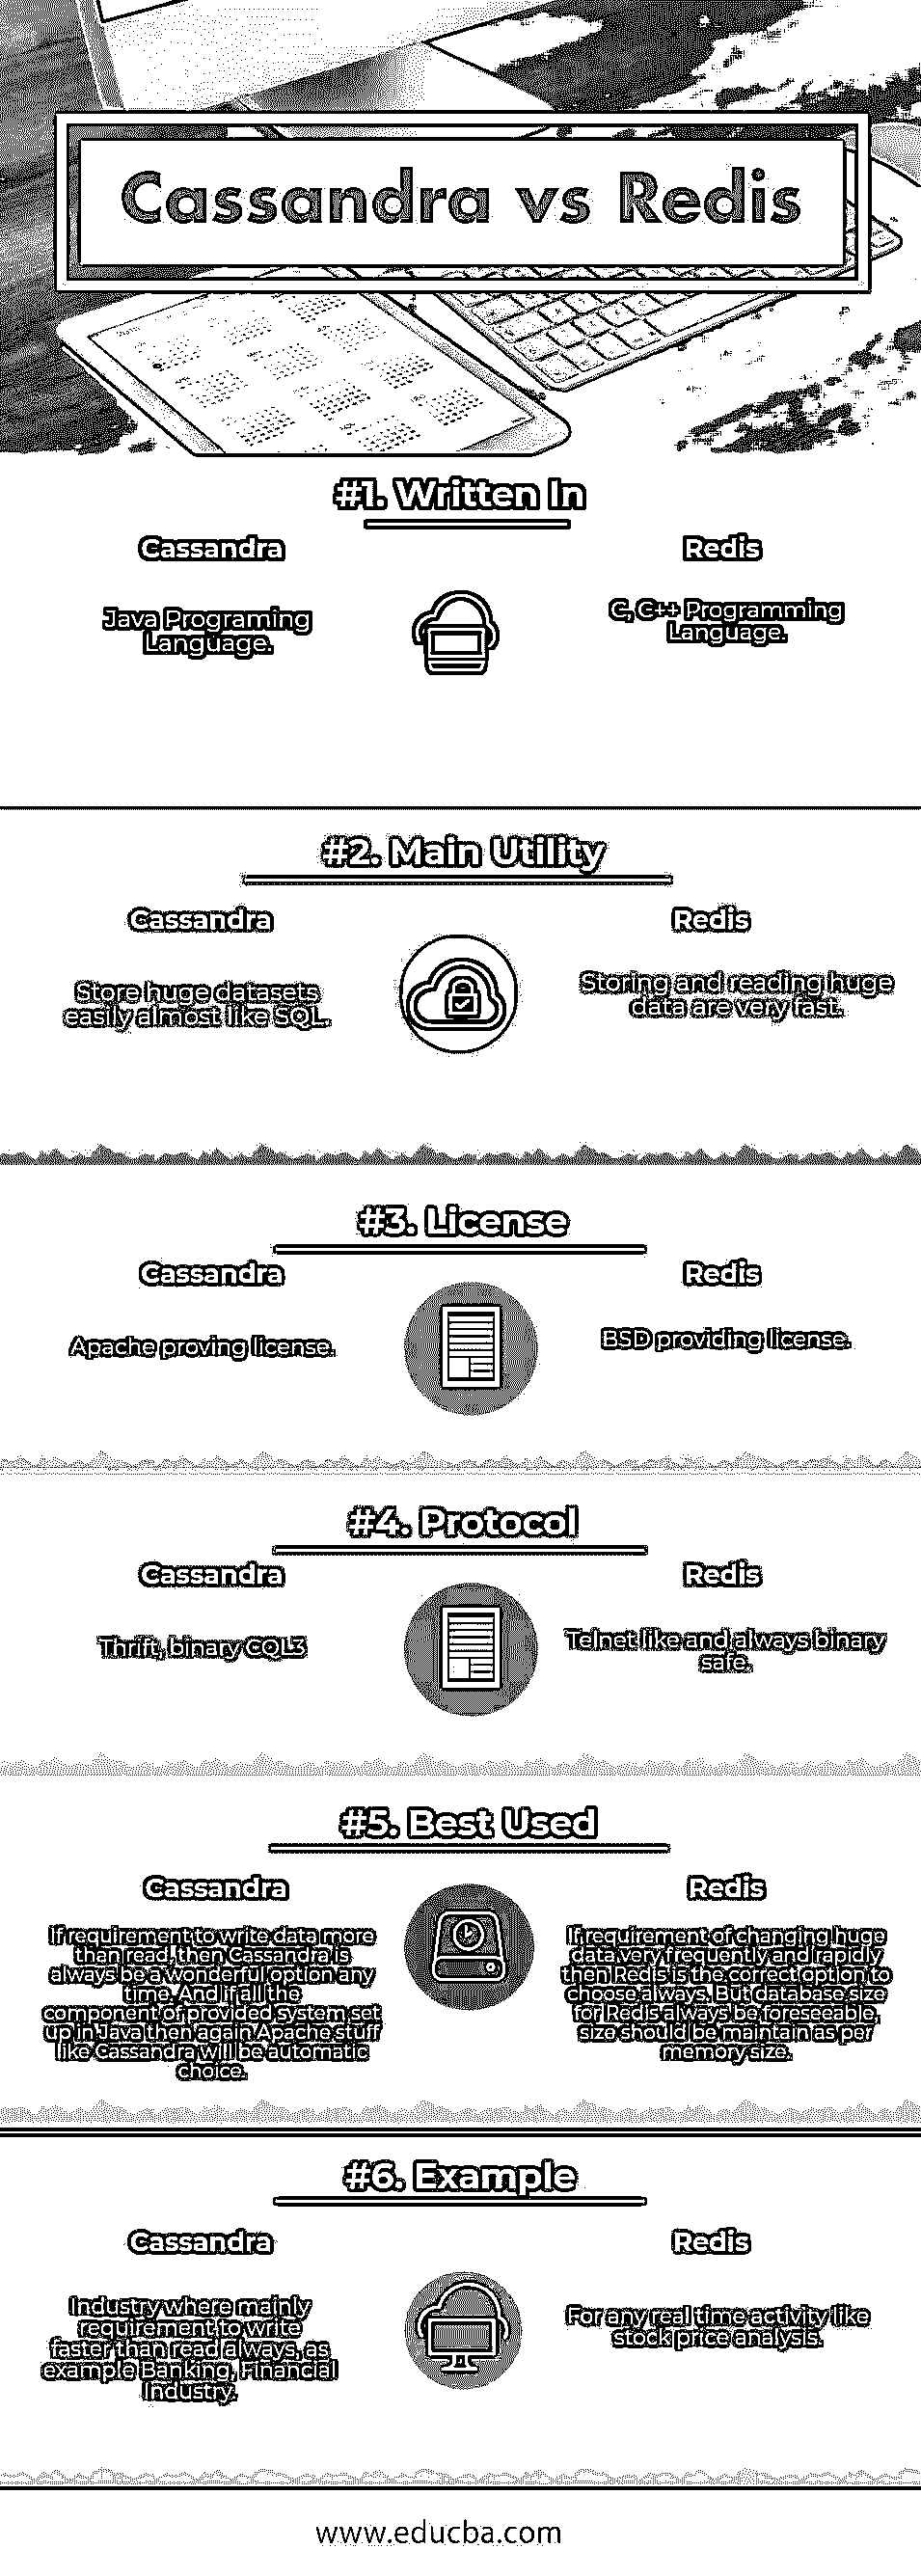 Cassandra vs Redis
#1. Written In
Cassandra
Redis
Java Programing
Language.
C, C++ Programming
Language.
#2. Main Utility
Cassandra
Redis
Store huge datasets
easily almost like SQL.
Storing and reading huge
data are very fast.
#3. License
Cassandra
Redis
Apache proving license.
BSD providing license.
#4. Protocol
Cassandra
Redis
Thrift, binary CQL3
Telnet like and always binary
safe.
#5. Best Used
Cassandra
Redis
If requirement to write data more
than read, then Cassandra is
always be a wonderful option any
time. And if all the
component of provided system set
up in Java then again Apache stuff
like Cassandra will be automatic
choice.
If requirement of changing huge
data very frequently and rapidly
then Redis is the correct option to
choose always. But database size
for Redis always be foreseeable,
size should be maintain as per
memory size.
#6. Example
Cassandra
Redis
Industry where mainly
requirement to write
faster than read always, as
example Banking, Financial
Industry.
For any real time activity like
stock price analysis.
www.educba.com